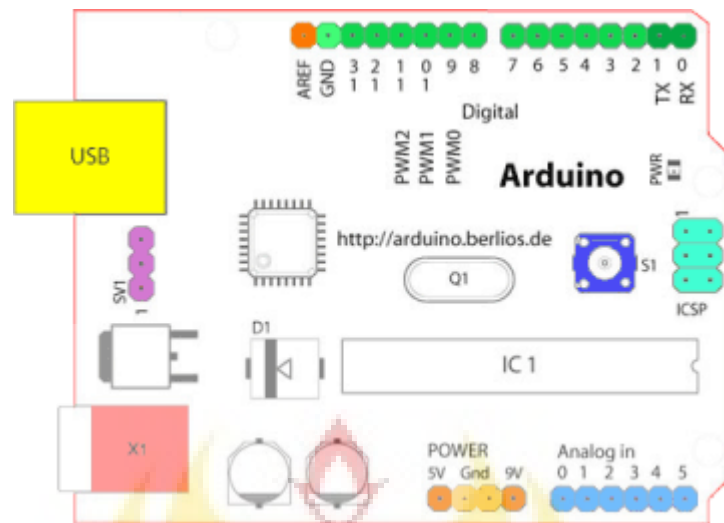 AREF GND 13 12 11 10 9 8 7 6 5 4 3 2 1 0
TX RX
Digital
USB
PWM2 PWM1 PWM0
Arduino
PWR
http://arduino.berlios.de
1
SV1
1
Q1
S1
ICSP
D1
IC 1
X1
POWER
5V Gnd 9V
Analog in
0 1 2 3 4 5